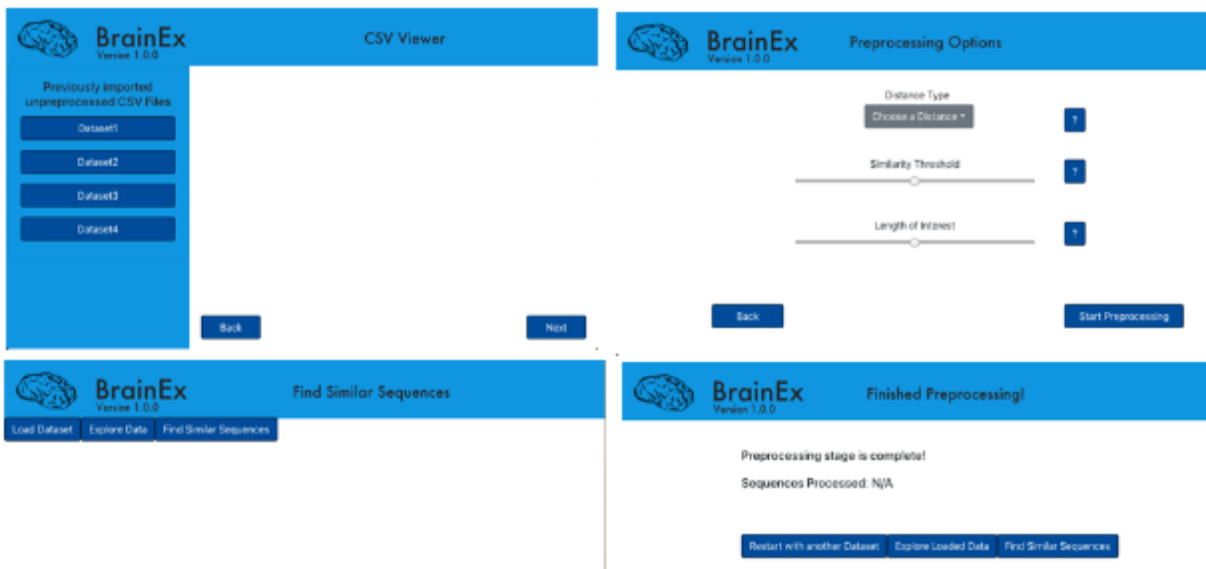 BrainEx
Version 1.0.0
CSV Viewer
Previously imported
unpreprocessed CSV Files
Dataset1
Dataset2
Dataset3
Dataset4
Back
Next
BrainEx
Version 1.0.0
Preprocessing Options
Distance Type
Choose a Distance
?
Similarity Threshold
?
Length of Interest
?
Back
Start Preprocessing
BrainEx
Version 1.0.0
Find Similar Sequences
Load Dataset
Explore Data
Find Similar Sequences
BrainEx
Version 1.0.0
Finished Preprocessing!
Preprocessing stage is complete!
Sequences Processed: N/A
Restart with another Dataset
Explore Loaded Data
Find Similar Sequences